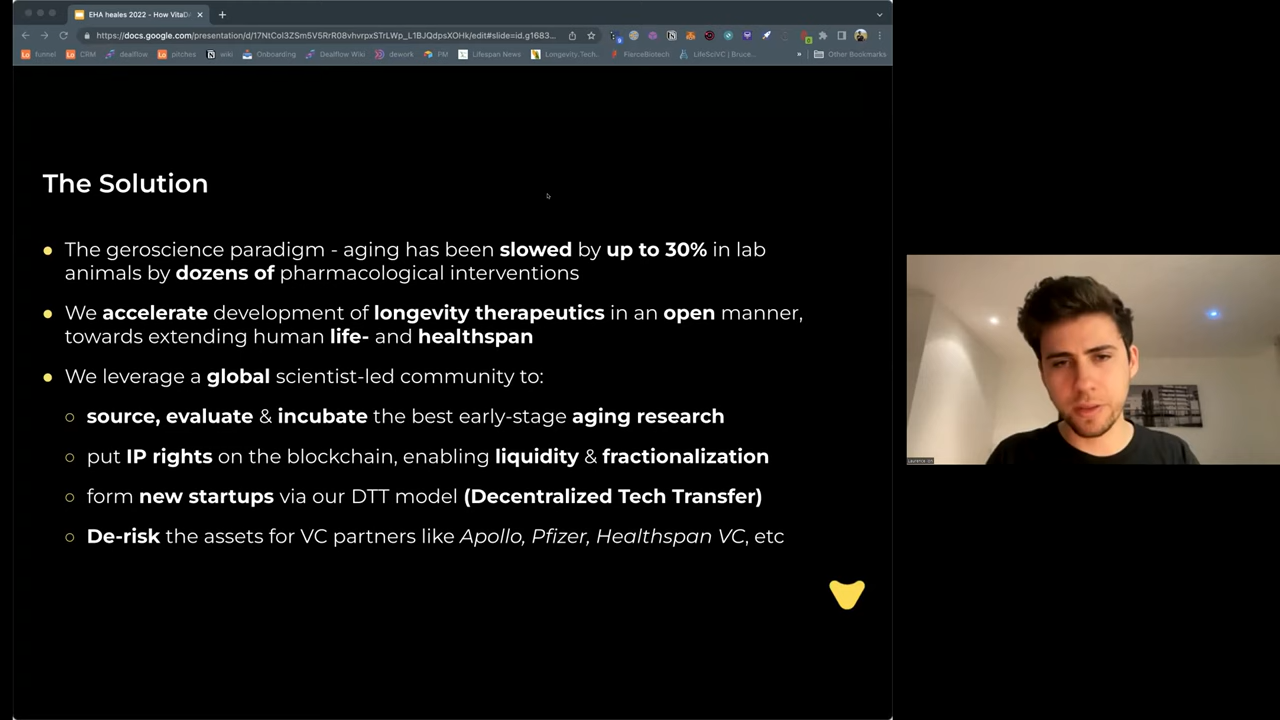 EHA heales 2022 - How VitaD
https://docs.google.com/presentation/d/17NtCol3ZSm5V5RrR08vhvrpxSTrLWp_L1BJQdpsXOHk/edit#slide=id.g1683...
funnel CRM dealflow pitches wiki Onboarding Dealflow Wiki dework PM Lifespan News Longevity.Tech... FierceBiotech LifeSciVC | Bruce... » Other Bookmarks
The Solution
The geroscience paradigm - aging has been slowed by up to 30% in lab
animals by dozens of pharmacological interventions
We accelerate development of longevity therapeutics in an open manner,
towards extending human life- and healthspan
We leverage a global scientist-led community to:
source, evaluate & incubate the best early-stage aging research
put IP rights on the blockchain, enabling liquidity & fractionalization
form new startups via our DTT model (Decentralized Tech Transfer)
De-risk the assets for VC partners like Apollo, Pfizer, Healthspan VC, etc